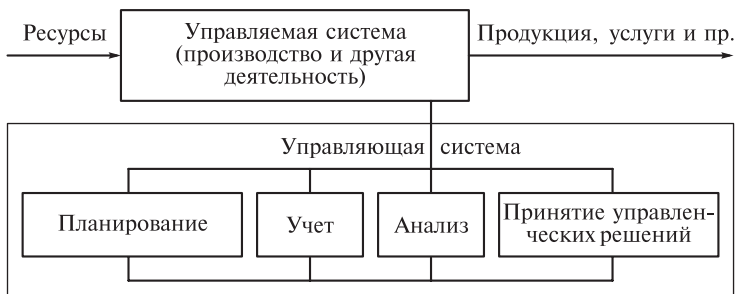 Ресурсы
Управляемая система
(производство и другая
деятельность)
Продукция, услуги и пр.
Управляющая система
Планирование
Учет
Анализ
Принятие управлен-
ческих решений